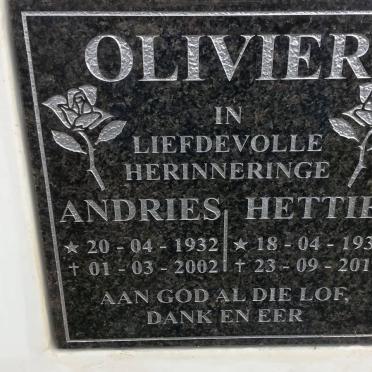 OLIVIER
IN
LIEFDEVOLLE
HERINNERINGE
ANDRIES HETTIE
★ 20 - 04 - 1932 ★ 18 - 04 - 193
† 01 - 03 - 2002 † 23 - 09 - 201
AAN GOD AL DIE LOF,
DANK EN EER